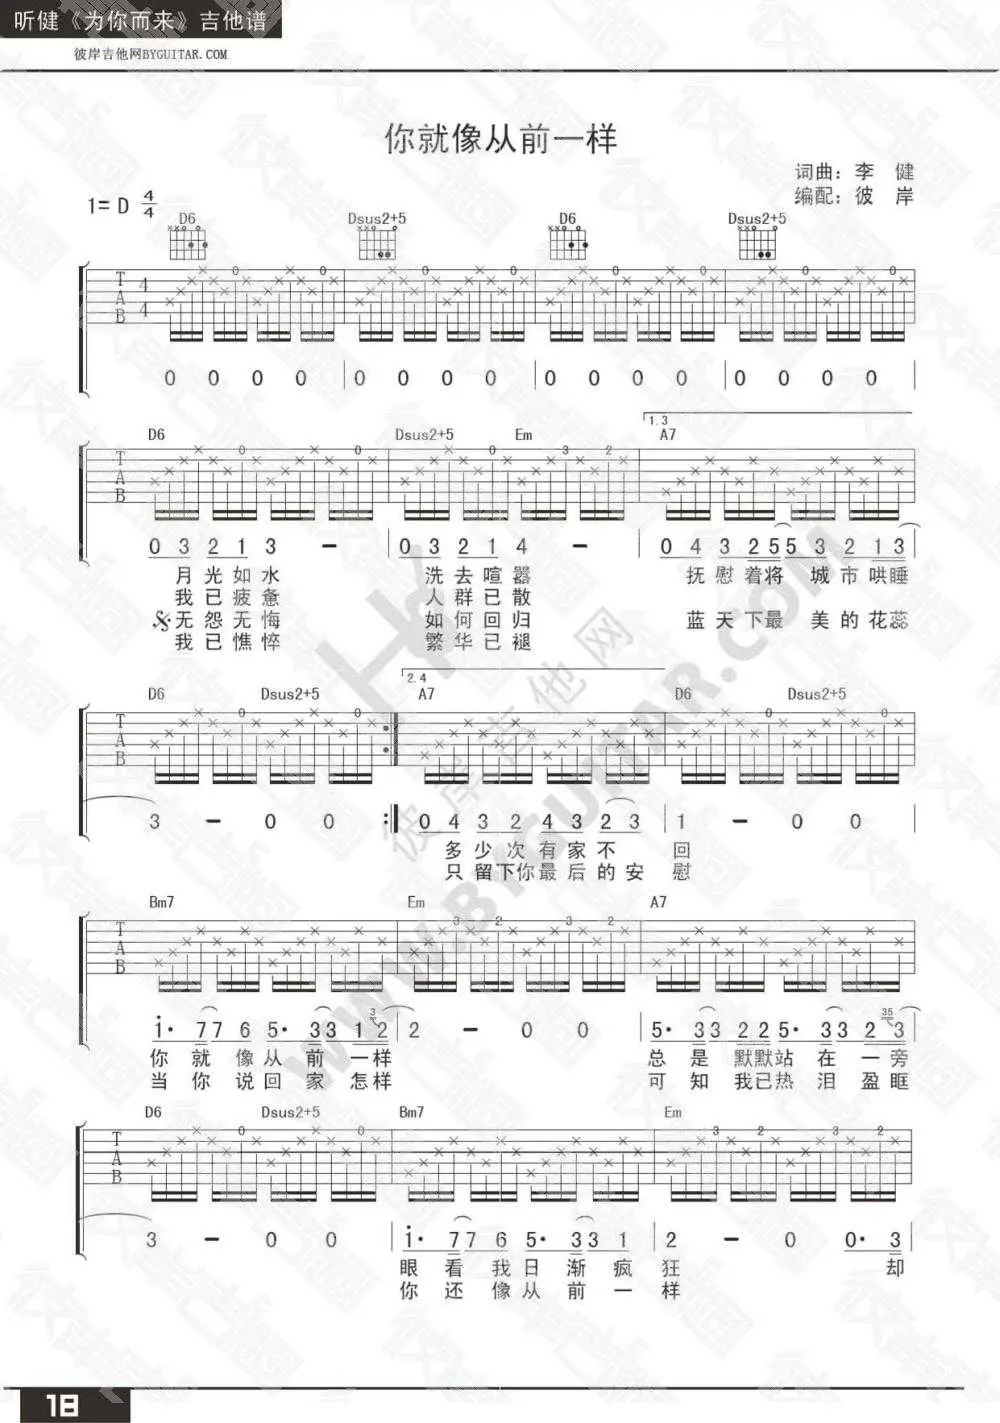 听健《为你而来》吉他谱
彼岸吉他网BYGUITAR.COM
你就像从前一样
词曲：李 健
编配：彼 岸
1= D 4/4
D6 Dsus2+5 D6 Dsus2+5
0 0 0 0 | 0 0 0 0 | 0 0 0 0 | 0 0 0 0
1.3
D6 Dsus2+5 Em A7
0 3 2 1 3 － | 0 3 2 1 4 － | 0 4 3 2 5 5 3 2 1 3
月光如水 洗去喧嚣 抚慰着将 城市哄睡
我已疲惫 人群已散
无怨无悔 如何回归 蓝天下最 美的花蕊
我已憔悴 繁华已褪
2.4
D6 Dsus2+5 A7 D6 Dsus2+5
3 － 0 0 :| 0 4 3 2 4 3 2 3 | 1 － 0 0
多少次有家不 回
只留下你最后的安 慰
Bm7 Em A7
1· 7 7 6 5· 3 3 1 2 | 2 － 0 0 | 5· 3 3 2 2 5· 3 3 2 3
你就 像从前一样 总是 默默站在一旁
当你 说回家怎样 可知 我已热泪盈眶
D6 Dsus2+5 Bm7 Em
3 － 0 0 | 1· 7 7 6 5· 3 3 1 | 2 － 0 0· 3
眼看 我日渐疯 狂 却
你还 像从前一 样
彼岸吉他网
WWW.BYGUITAR.COM
18